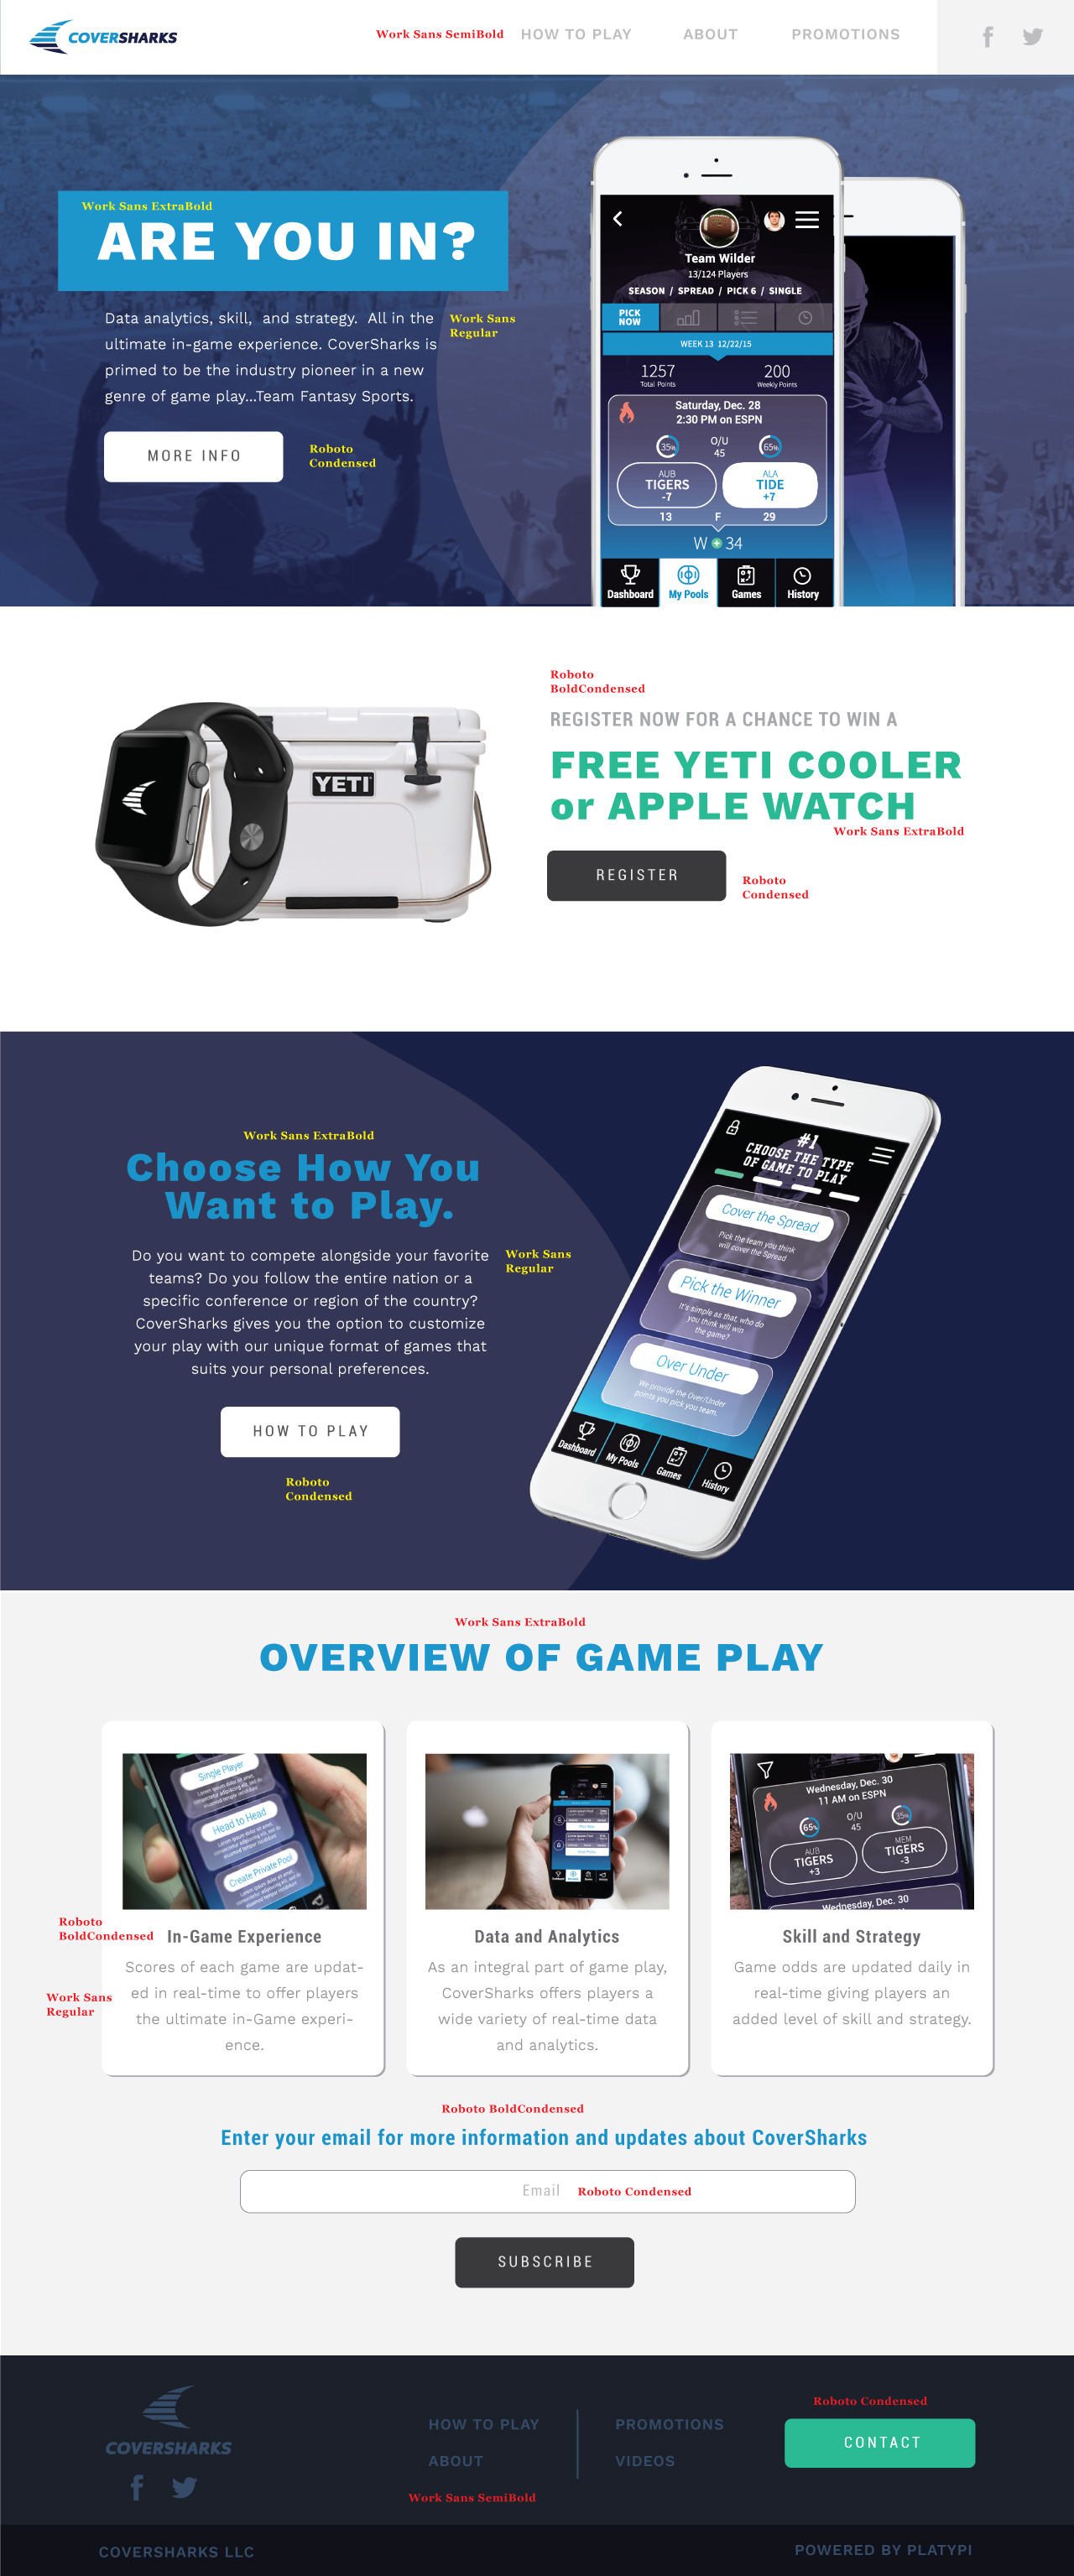 COVERSHARKS
Work Sans SemiBold HOW TO PLAY ABOUT PROMOTIONS
Work Sans ExtraBold
ARE YOU IN?
Data analytics, skill, and strategy. All in the
ultimate in-game experience. CoverSharks is
primed to be the industry pioneer in a new
genre of game play...Team Fantasy Sports.
Work Sans
Regular
MORE INFO
Roboto
Condensed
Team Wilder
13/124 Players
SEASON / SPREAD / PICK 6 / SINGLE
PICK
NOW
WEEK 13 12/22/15
1257 200
Total Points Weekly Points
Saturday, Dec. 28
2:30 PM on ESPN
35% O/U 65%
45
AUB ALA
TIGERS TIDE
-7 +7
13 F 29
W + 34
Dashboard My Pools Games History
Roboto
BoldCondensed
REGISTER NOW FOR A CHANCE TO WIN A
FREE YETI COOLER
or APPLE WATCH
Work Sans ExtraBold
REGISTER
Roboto
Condensed
YETI
Work Sans ExtraBold
Choose How You
Want to Play.
Do you want to compete alongside your favorite
teams? Do you follow the entire nation or a
specific conference or region of the country?
CoverSharks gives you the option to customize
your play with our unique format of games that
suits your personal preferences.
Work Sans
Regular
HOW TO PLAY
Roboto
Condensed
#1
CHOOSE THE TYPE
OF GAME TO PLAY
Cover the Spread
Pick the team you think
will cover the Spread
Pick the Winner
It's simple as that, who do
you think will win
the game?
Over Under
We provide the Over/Under
points you pick you team.
Dashboard My Pools Games History
Work Sans ExtraBold
OVERVIEW OF GAME PLAY
Single Player
Head to Head
Create Private Pool
Roboto
BoldCondensed
In-Game Experience
Work Sans
Regular
Scores of each game are updat-
ed in real-time to offer players
the ultimate in-Game experi-
ence.
Data and Analytics
As an integral part of game play,
CoverSharks offers players a
wide variety of real-time data
and analytics.
Wednesday, Dec. 30
11 AM on ESPN
65% O/U 35%
45
AUB MEM
TIGERS TIGERS
+3 -3
Wednesday, Dec. 30
Skill and Strategy
Game odds are updated daily in
real-time giving players an
added level of skill and strategy.
Roboto BoldCondensed
Enter your email for more information and updates about CoverSharks
Email Roboto Condensed
SUBSCRIBE
COVERSHARKS
HOW TO PLAY PROMOTIONS
ABOUT VIDEOS
Work Sans SemiBold
Roboto Condensed
CONTACT
COVERSHARKS LLC POWERED BY PLATYPI